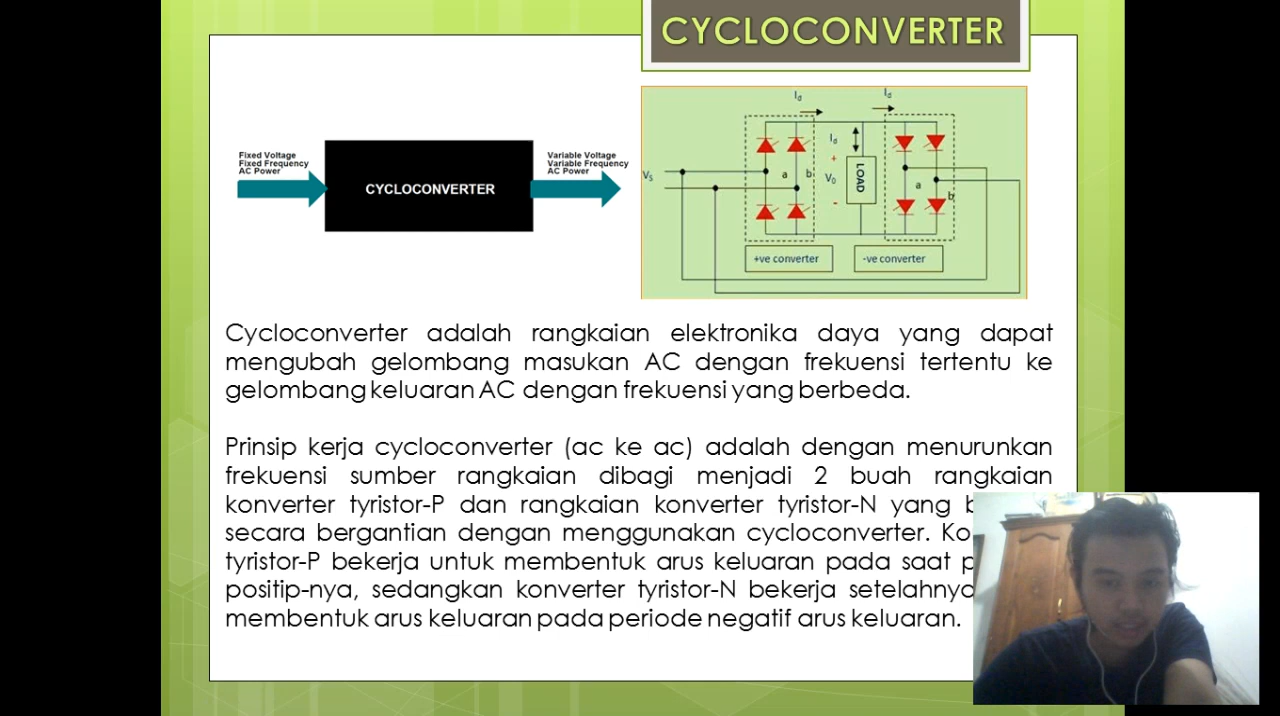 CYCLOCONVERTER
Fixed Voltage
Fixed Frequency
AC Power
CYCLOCONVERTER
Variable Voltage
Variable Frequency
AC Power
Id
Id
Id
+
Vs
a
b
V0
LOAD
-
a
b
+ve converter
-ve converter
Cycloconverter adalah rangkaian elektronika daya yang dapat
mengubah gelombang masukan AC dengan frekuensi tertentu ke
gelombang keluaran AC dengan frekuensi yang berbeda.
Prinsip kerja cycloconverter (ac ke ac) adalah dengan menurunkan
frekuensi sumber rangkaian dibagi menjadi 2 buah rangkaian
konverter tyristor-P dan rangkaian konverter tyristor-N yang
secara bergantian dengan menggunakan cycloconverter.
tyristor-P bekerja untuk membentuk arus keluaran pada saat
positip-nya, sedangkan konverter tyristor-N bekerja setelahnya
membentuk arus keluaran pada periode negatif arus keluaran.